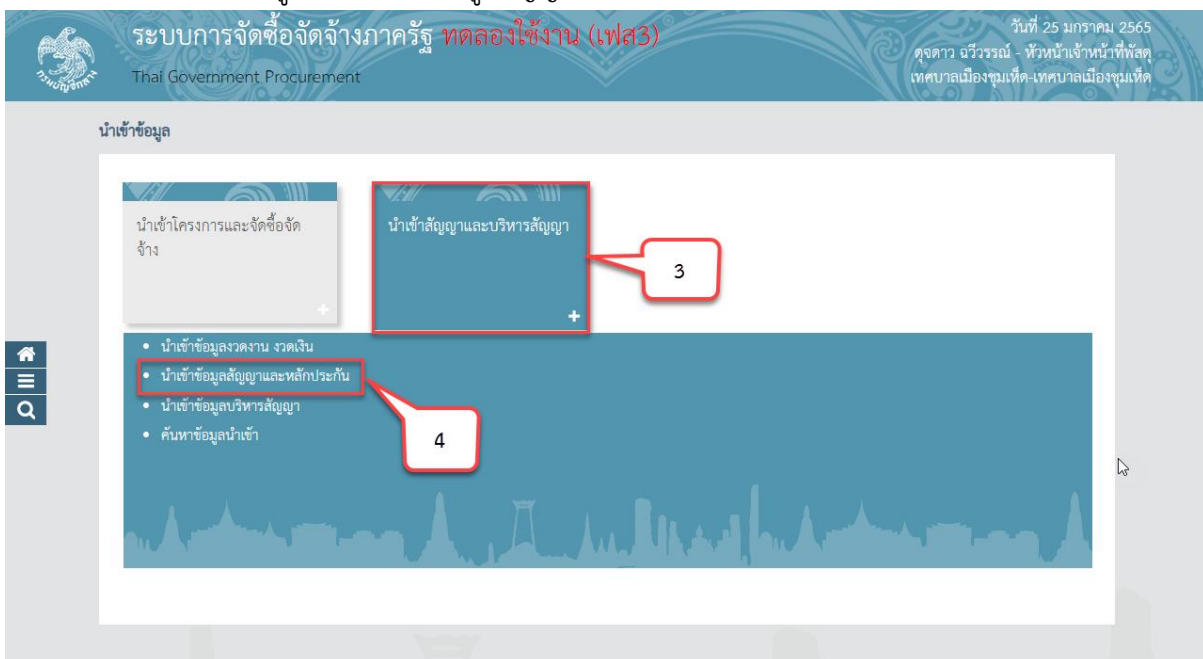 ระบบการจัดซื้อจัดจ้างภาครัฐ ทดลองใช้งาน (เฟส3)
Thai Government Procurement
กรมบัญชีกลาง
วันที่ 25 มกราคม 2565
ดุจดาว ฉวีวรรณ์ - หัวหน้าเจ้าหน้าที่พัสดุ
เทศบาลเมืองชุมเห็ด-เทศบาลเมืองชุมเห็ด
นำเข้าข้อมูล
นำเข้าโครงการและจัดซื้อจัด
จ้าง
นำเข้าสัญญาและบริหารสัญญา
3
• นำเข้าข้อมูลงวดงาน งวดเงิน
• นำเข้าข้อมูลสัญญาและหลักประกัน
• นำเข้าข้อมูลบริหารสัญญา
• ค้นหาข้อมูลนำเข้า
4